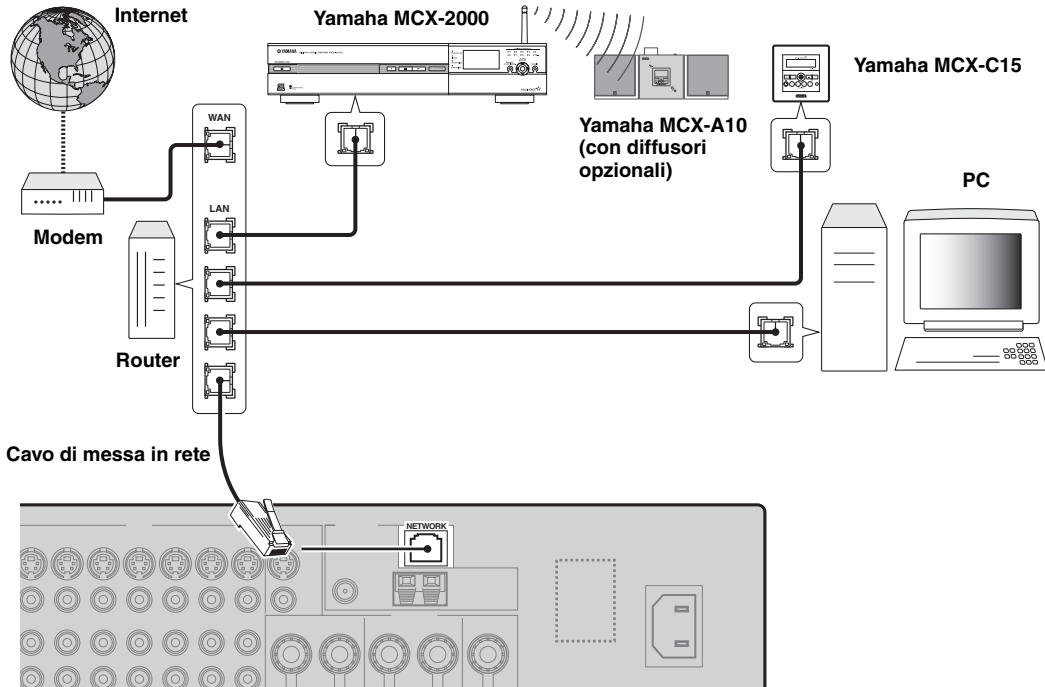 Internet
Yamaha MCX-2000
YAMAHA
Yamaha MCX-A10
(con diffusori
opzionali)
Yamaha MCX-C15
PC
WAN
LAN
Modem
Router
Cavo di messa in rete
NETWORK